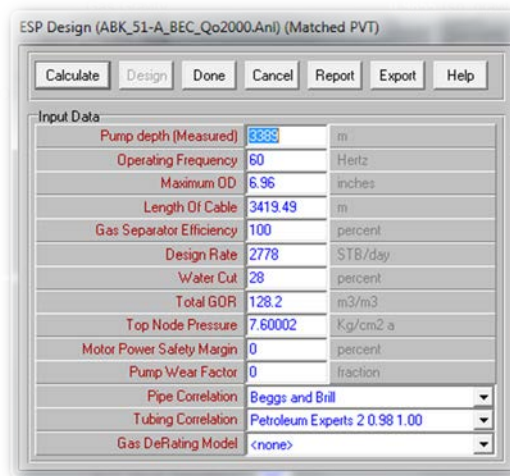 ESP Design (ABK_51-A_BEC_Qo2000.Anl) (Matched PVT)
Calculate Design Done Cancel Report Export Help
Input Data
Pump depth (Measured) 3389 m
Operating Frequency 60 Hertz
Maximum OD 6.96 inches
Length Of Cable 3419.49 m
Gas Separator Efficiency 100 percent
Design Rate 2778 STB/day
Water Cut 28 percent
Total GOR 128.2 m3/m3
Top Node Pressure 7.60002 Kg/cm2 a
Motor Power Safety Margin 0 percent
Pump Wear Factor 0 fraction
Pipe Correlation Beggs and Brill
Tubing Correlation Petroleum Experts 2 0.98 1.00
Gas DeRating Model <none>